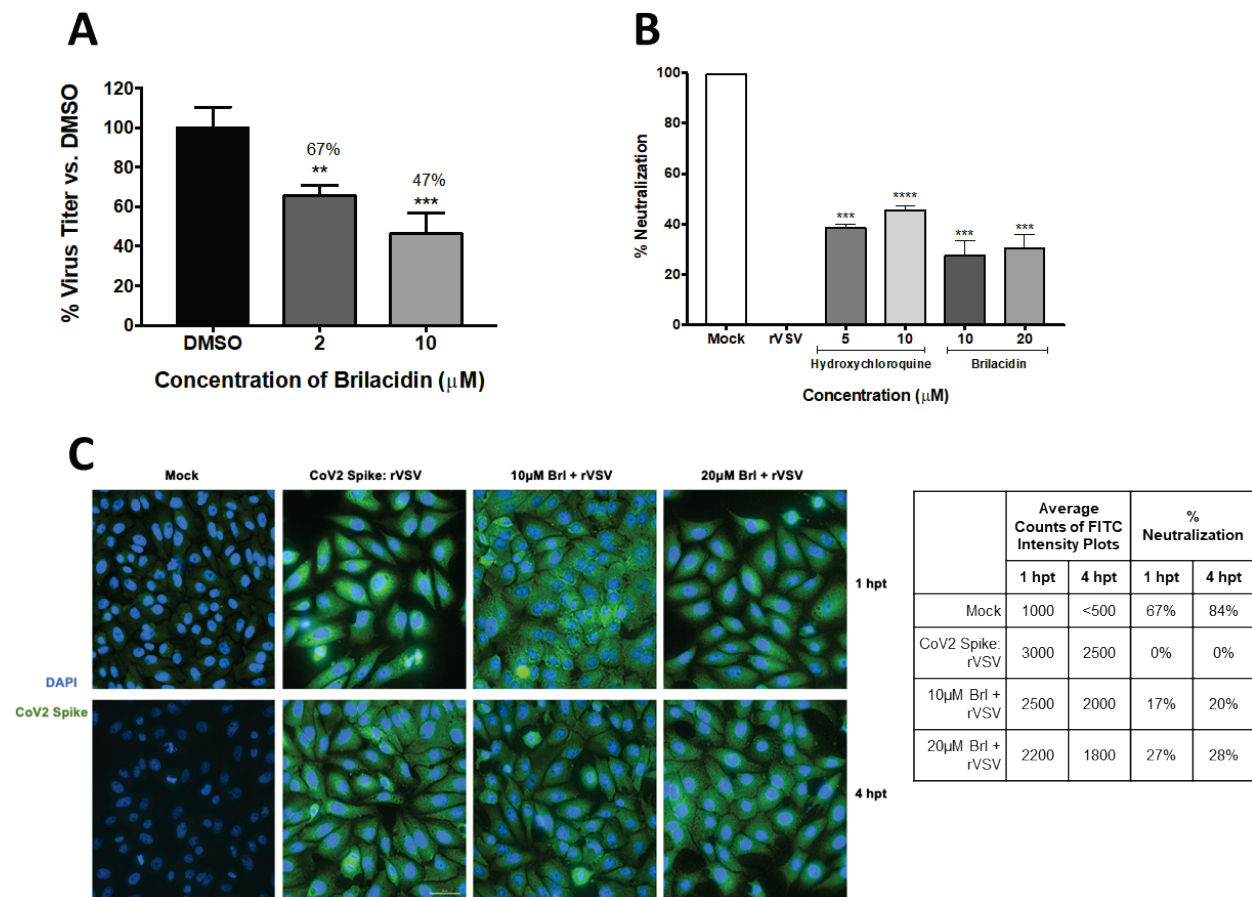 A
% Virus Titer vs. DMSO
120
100
80
60
40
20
0
67%
**
47%
***
DMSO 2 10
Concentration of Brilacidin (μM)
B
% Neutralization
100
80
60
40
20
0
***
****
***
***
Mock rVSV 5 10 10 20
Hydroxychloroquine Brilacidin
Concentration (μM)
C
Mock CoV2 Spike: rVSV 10μM Brl + rVSV 20μM Brl + rVSV
1 hpt
DAPI
CoV2 Spike
4 hpt
Average
Counts of FITC
Intensity Plots
%
Neutralization
1 hpt 4 hpt 1 hpt 4 hpt
Mock 1000 <500 67% 84%
CoV2 Spike:
rVSV 3000 2500 0% 0%
10μM Brl +
rVSV 2500 2000 17% 20%
20μM Brl +
rVSV 2200 1800 27% 28%